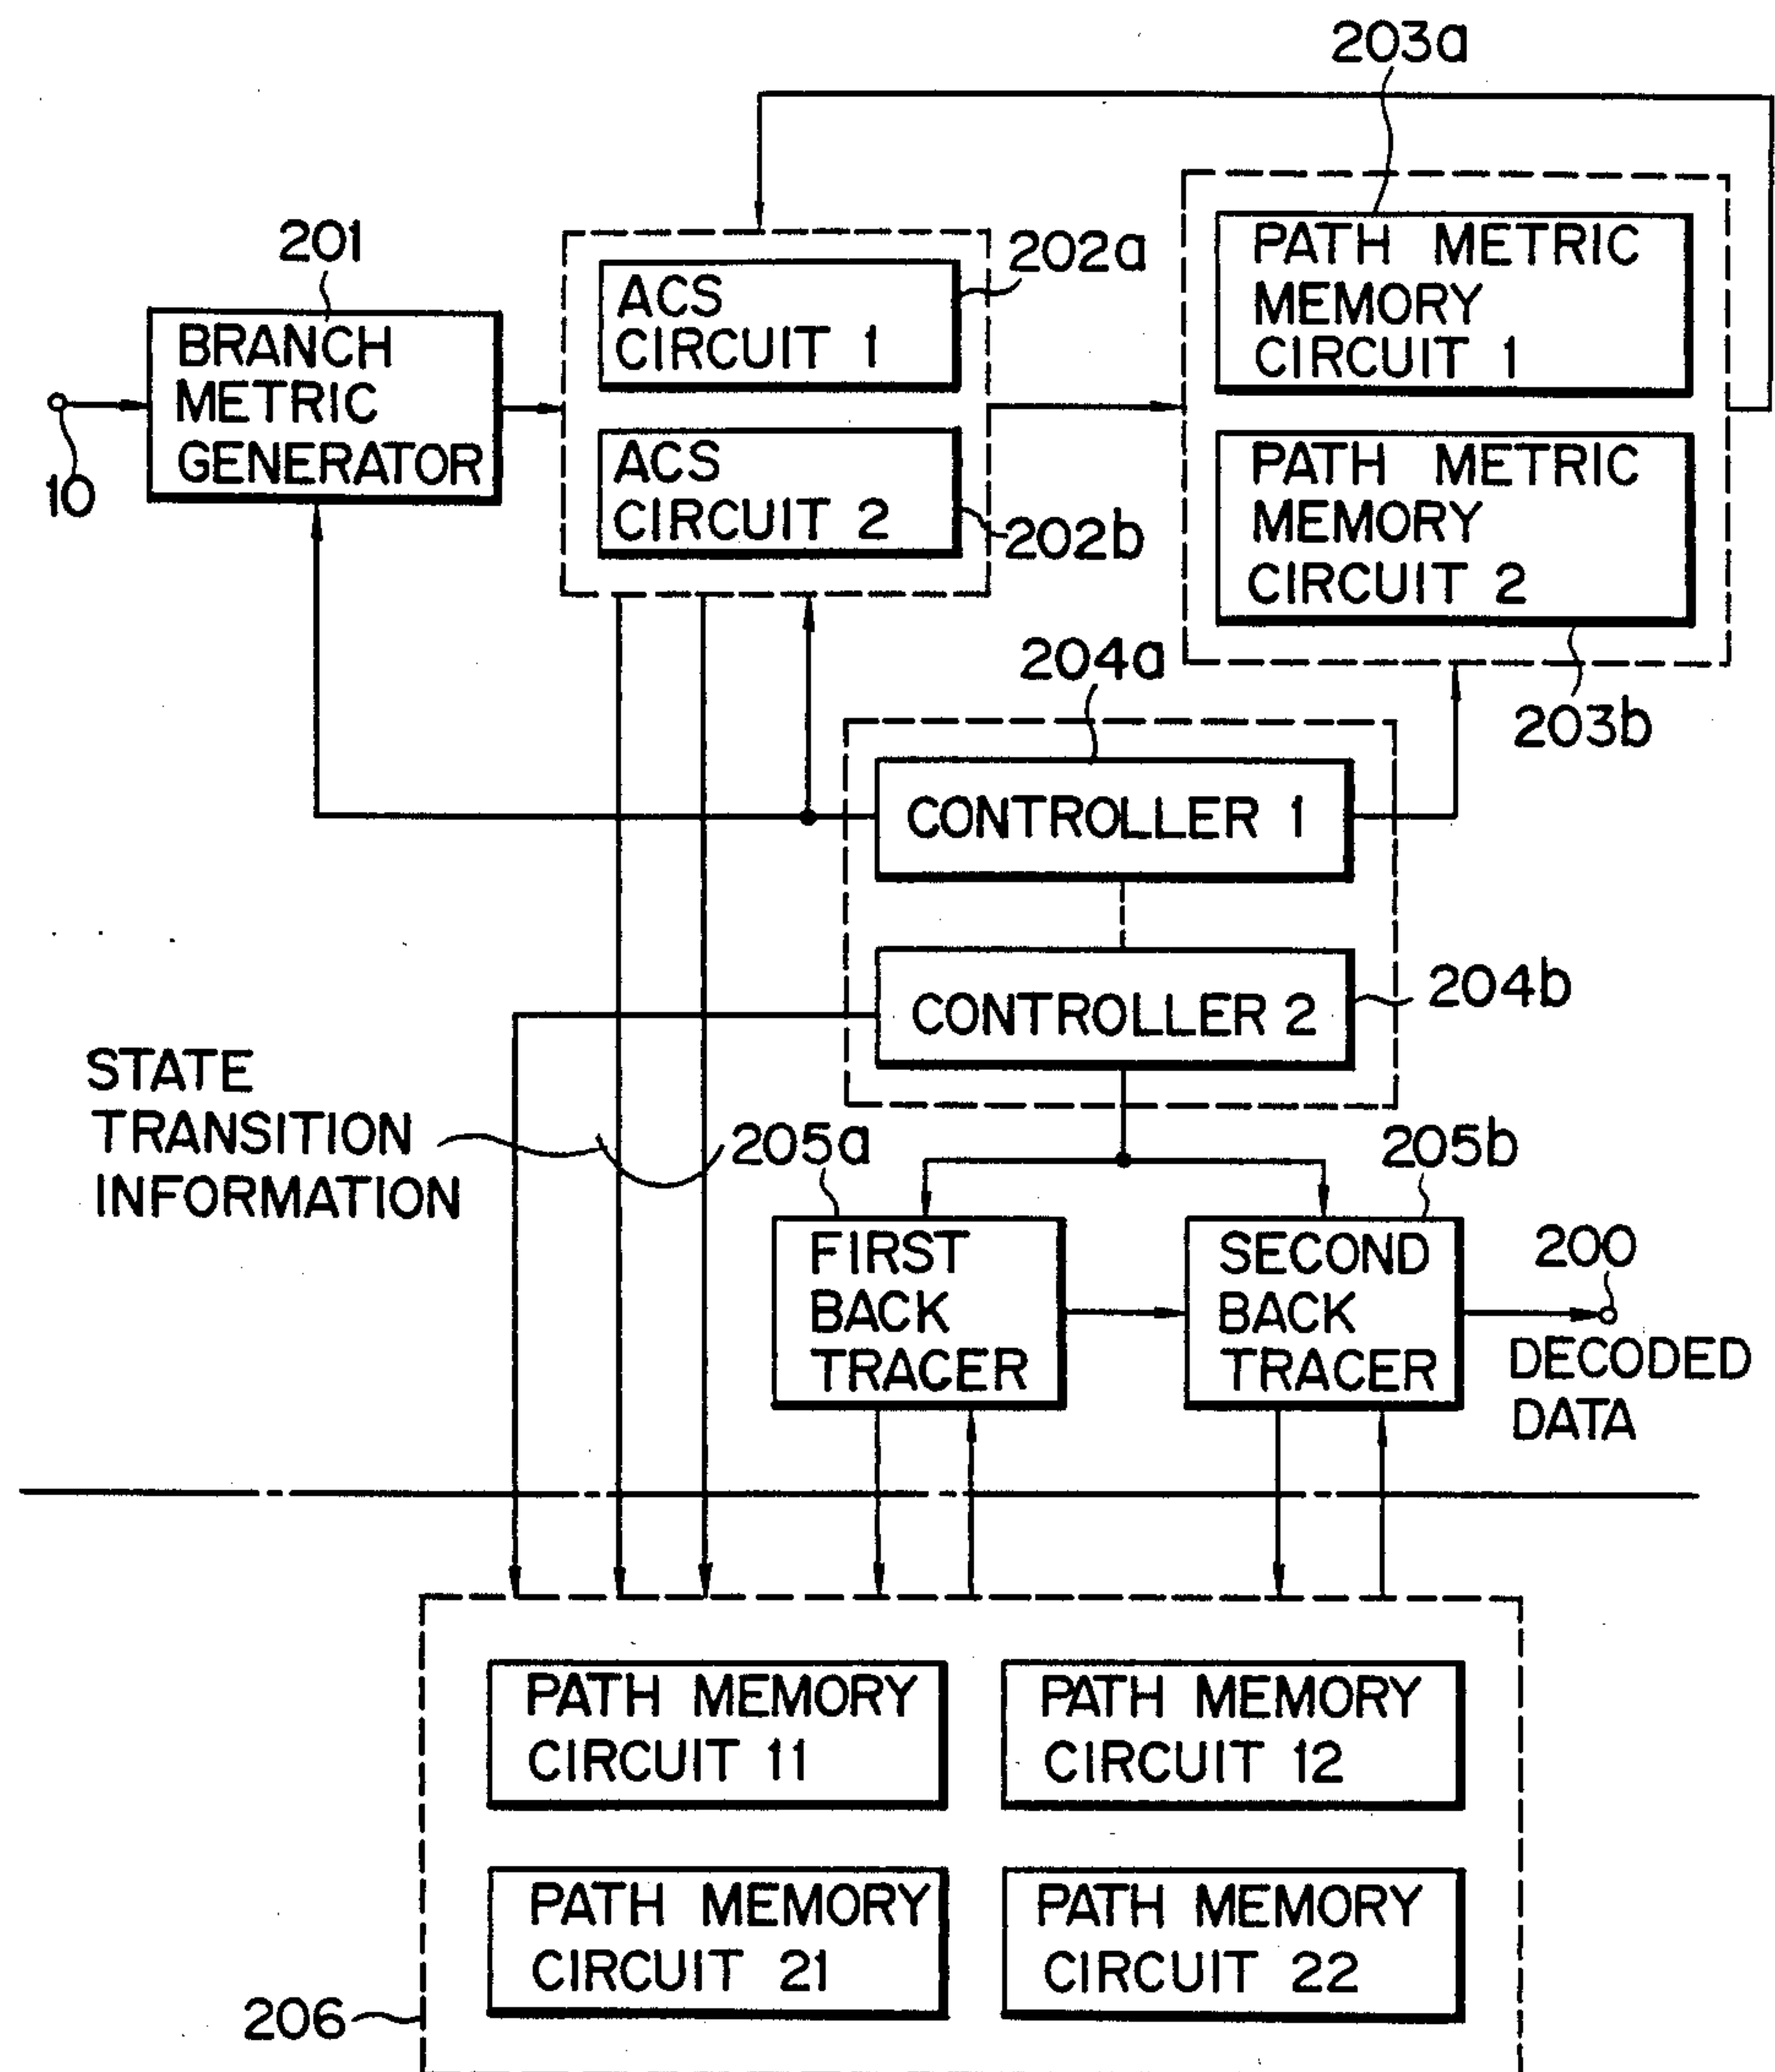 203a
201
BRANCH
METRIC
GENERATOR
10
202a
ACS
CIRCUIT 1
ACS
CIRCUIT 2
202b
PATH METRIC
MEMORY
CIRCUIT 1
PATH METRIC
MEMORY
CIRCUIT 2
203b
204a
CONTROLLER 1
CONTROLLER 2
204b
STATE
TRANSITION
INFORMATION
205a
FIRST
BACK
TRACER
205b
SECOND
BACK
TRACER
200
DECODED
DATA
PATH MEMORY
CIRCUIT 11
PATH MEMORY
CIRCUIT 12
PATH MEMORY
CIRCUIT 21
PATH MEMORY
CIRCUIT 22
206